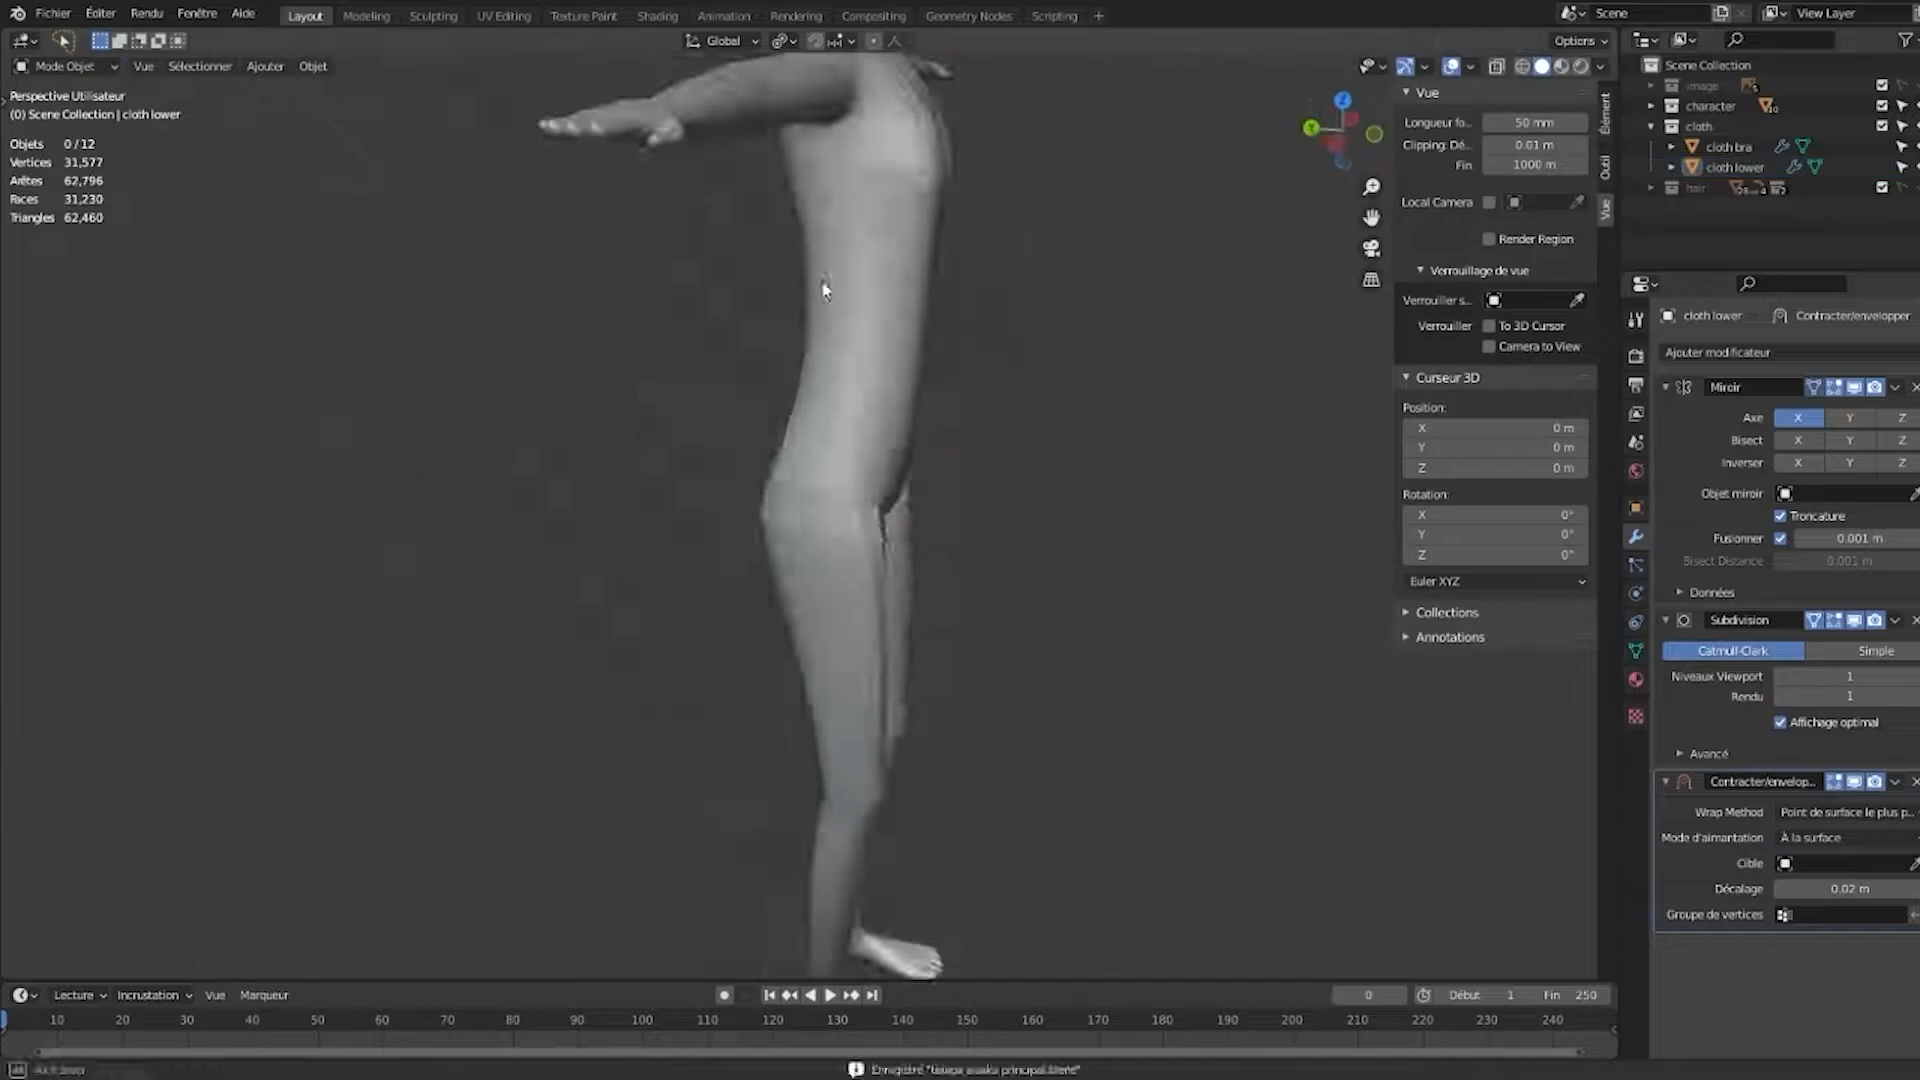 Fichier Éditer Rendu Fenêtre Aide Layout Modeling Sculpting UV Editing Texture Paint Shading Animation Rendering Compositing Geometry Nodes Scripting + Scene View Layer
Global Options
Mode Objet Vue Sélectionner Ajouter Objet
Perspective Utilisateur
(0) Scene Collection | cloth lower
Objets 0/12
Vertices 31,577
Arêtes 62,796
Faces 31,230
Triangles 62,460
Z
Y
Vue
Longueur fo... 50 mm
Clipping: Dé... 0.01 m
Fin 1000 m
Local Camera
Render Region
Verrouillage de vue
Verrouiller s...
Verrouiller To 3D Cursor
Camera to View
Curseur 3D
Position:
X 0 m
Y 0 m
Z 0 m
Rotation:
X 0°
Y 0°
Z 0°
Euler XYZ
Collections
Annotations
Élément
Outil
Vue
Scene Collection
image
character
cloth
cloth bra
cloth lower
hair
cloth lower Contracter/envelopper
Ajouter modificateur
Miroir
Axe X Y Z
Bisect X Y Z
Inverser X Y Z
Objet miroir
Troncature
Fusionner 0.001 m
Bisect Distance 0.001 m
Données
Subdivision
Catmull-Clark Simple
Niveaux Viewport 1
Rendu 1
Affichage optimal
Avancé
Contracter/envelop...
Wrap Method Point de surface le plus p...
Mode d'aimantation À la surface
Cible
Décalage 0.02 m
Groupe de vertices
Lecture Incrustation Vue Marqueur 0 Début 1 Fin 250
10 20 30 40 50 60 70 80 90 100 110 120 130 140 150 160 170 180 190 200 210 220 230 240
Enregistré principal.blend"